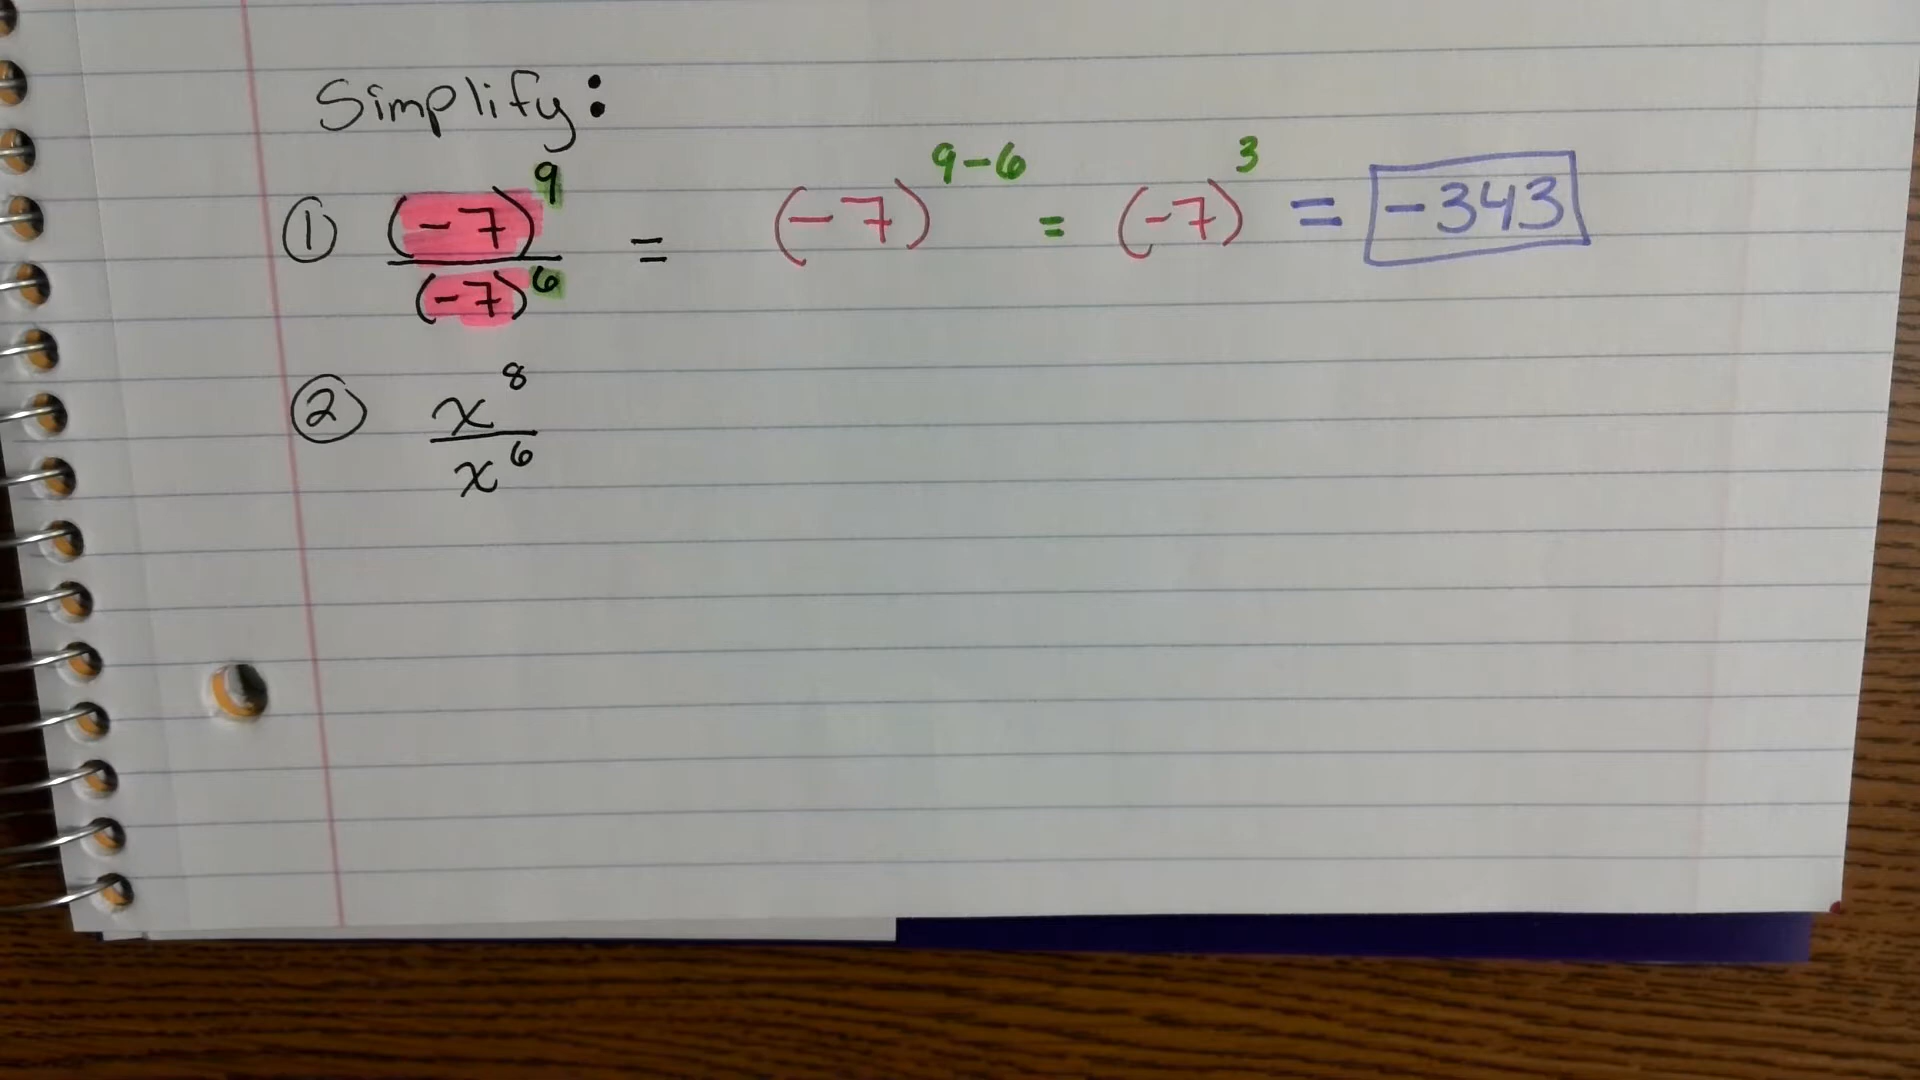 Simplify:
① (-7)^9 / (-7)^6 = (-7)^9-6 = (-7)^3 = -343
② x^8 / x^6